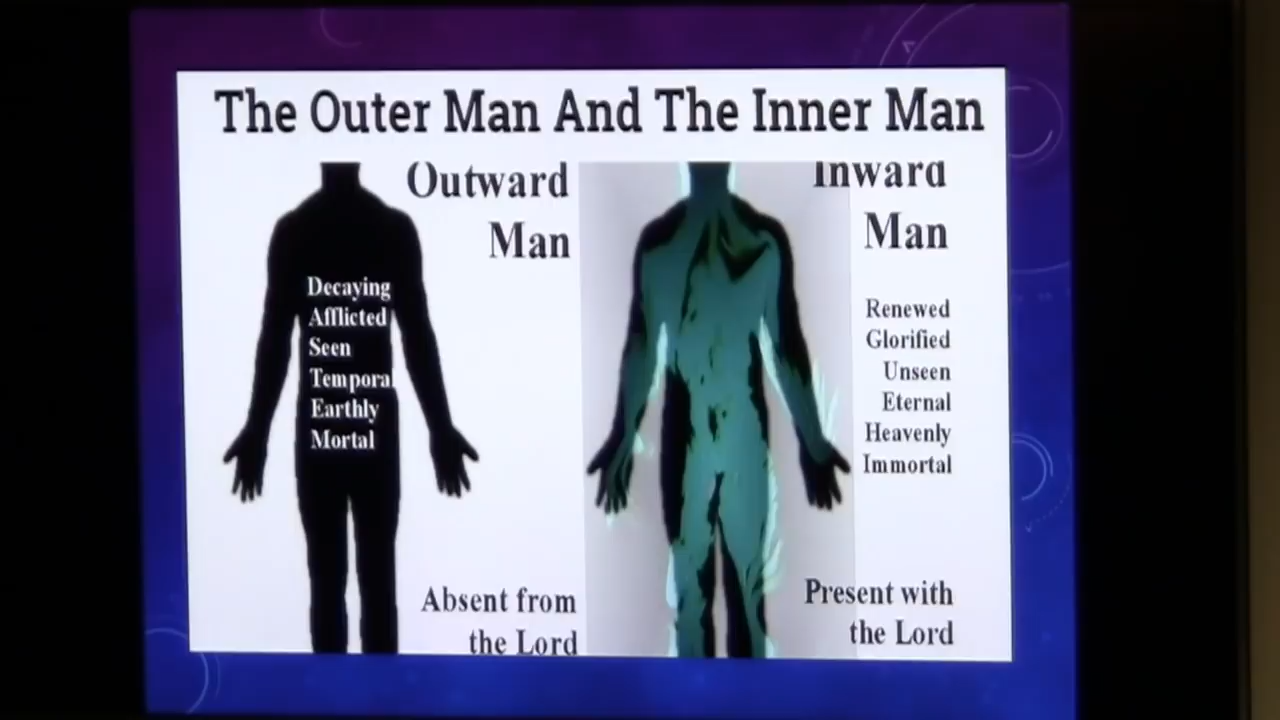 The Outer Man And The Inner Man
Outward
Man
Decaying
Afflicted
Seen
Tempora
Earthly
Mortal
Absent from
the Lord
Inward
Man
Renewed
Glorified
Unseen
Eternal
Heavenly
Immortal
Present with
the Lord